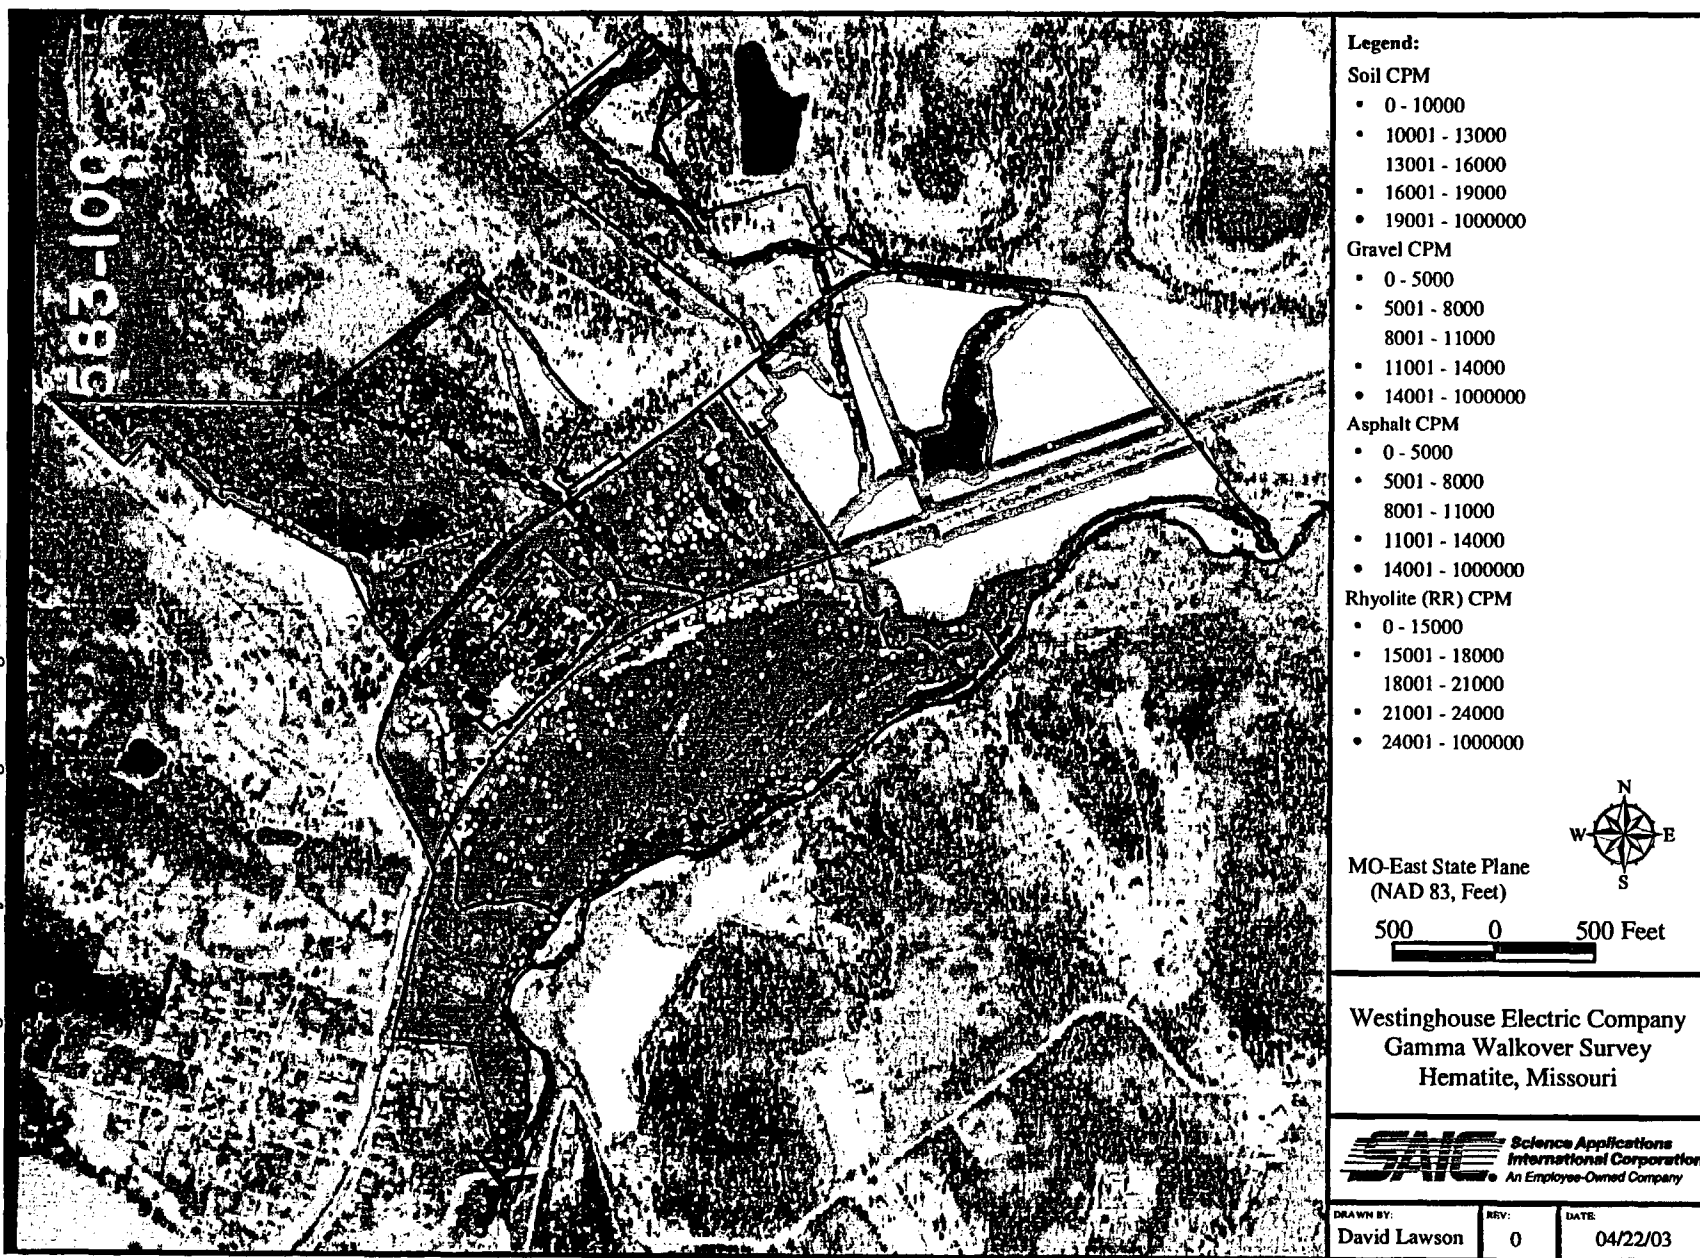 Legend:
Soil CPM
0 - 10000
10001 - 13000
13001 - 16000
16001 - 19000
19001 - 1000000
Gravel CPM
0 - 5000
5001 - 8000
8001 - 11000
11001 - 14000
14001 - 1000000
Asphalt CPM
0 - 5000
5001 - 8000
8001 - 11000
11001 - 14000
14001 - 1000000
Rhyolite (RR) CPM
0 - 15000
15001 - 18000
18001 - 21000
21001 - 24000
24001 - 1000000
N
W E
S
MO-East State Plane
(NAD 83, Feet)
500 0 500 Feet
Westinghouse Electric Company
Gamma Walkover Survey
Hematite, Missouri
SAIC
Science Applications
International Corporation
An Employee-Owned Company
DRAWN BY:
David Lawson
REV:
0
DATE:
04/22/03